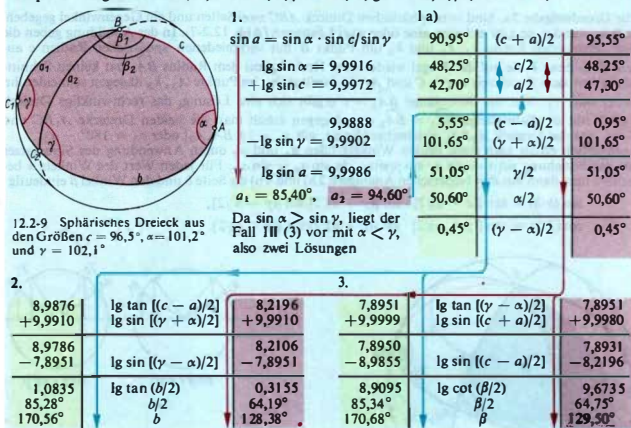 B
β₁
β₂
c
a₁
a₂
C₁
γ
α
A
C₂
γ
b
12.2-9 Sphärisches Dreieck aus
den Größen c = 96,5°, α = 101,2°
und γ = 102,1°
1.
sin a = sin α · sin c/sin γ
lg sin α = 9,9916
+ lg sin c = 9,9972
9,9888
−lg sin γ = 9,9902
lg sin a = 9,9986
a₁ = 85,40°, a₂ = 94,60°
Da sin α > sin γ, liegt der
Fall III (3) vor mit α < γ,
also zwei Lösungen
1a)
90,95° (c + a)/2 95,55°
48,25° c/2 48,25°
42,70° a/2 47,30°
5,55° (c − a)/2 0,95°
101,65° (γ + α)/2 101,65°
51,05° γ/2 51,05°
50,60° α/2 50,60°
0,45° (γ − α)/2 0,45°
2.
8,9876 lg tan [(c − a)/2] 8,2196
+9,9910 lg sin [(γ + α)/2] +9,9910
8,9786 8,2106
−7,8951 lg sin [(γ − α)/2] −7,8951
1,0835 lg tan (b/2) 0,3155
85,28° b/2 64,19°
170,56° b 128,38°
3.
7,8951 lg tan [(γ − α)/2] 7,8951
+9,9999 lg sin [(c + a)/2] +9,9980
7,8950 7,8931
−8,9855 lg sin [(c − a)/2] −8,2196
8,9095 lg cot (β/2) 9,6735
85,34° β/2 64,75°
170,68° β 129,50°